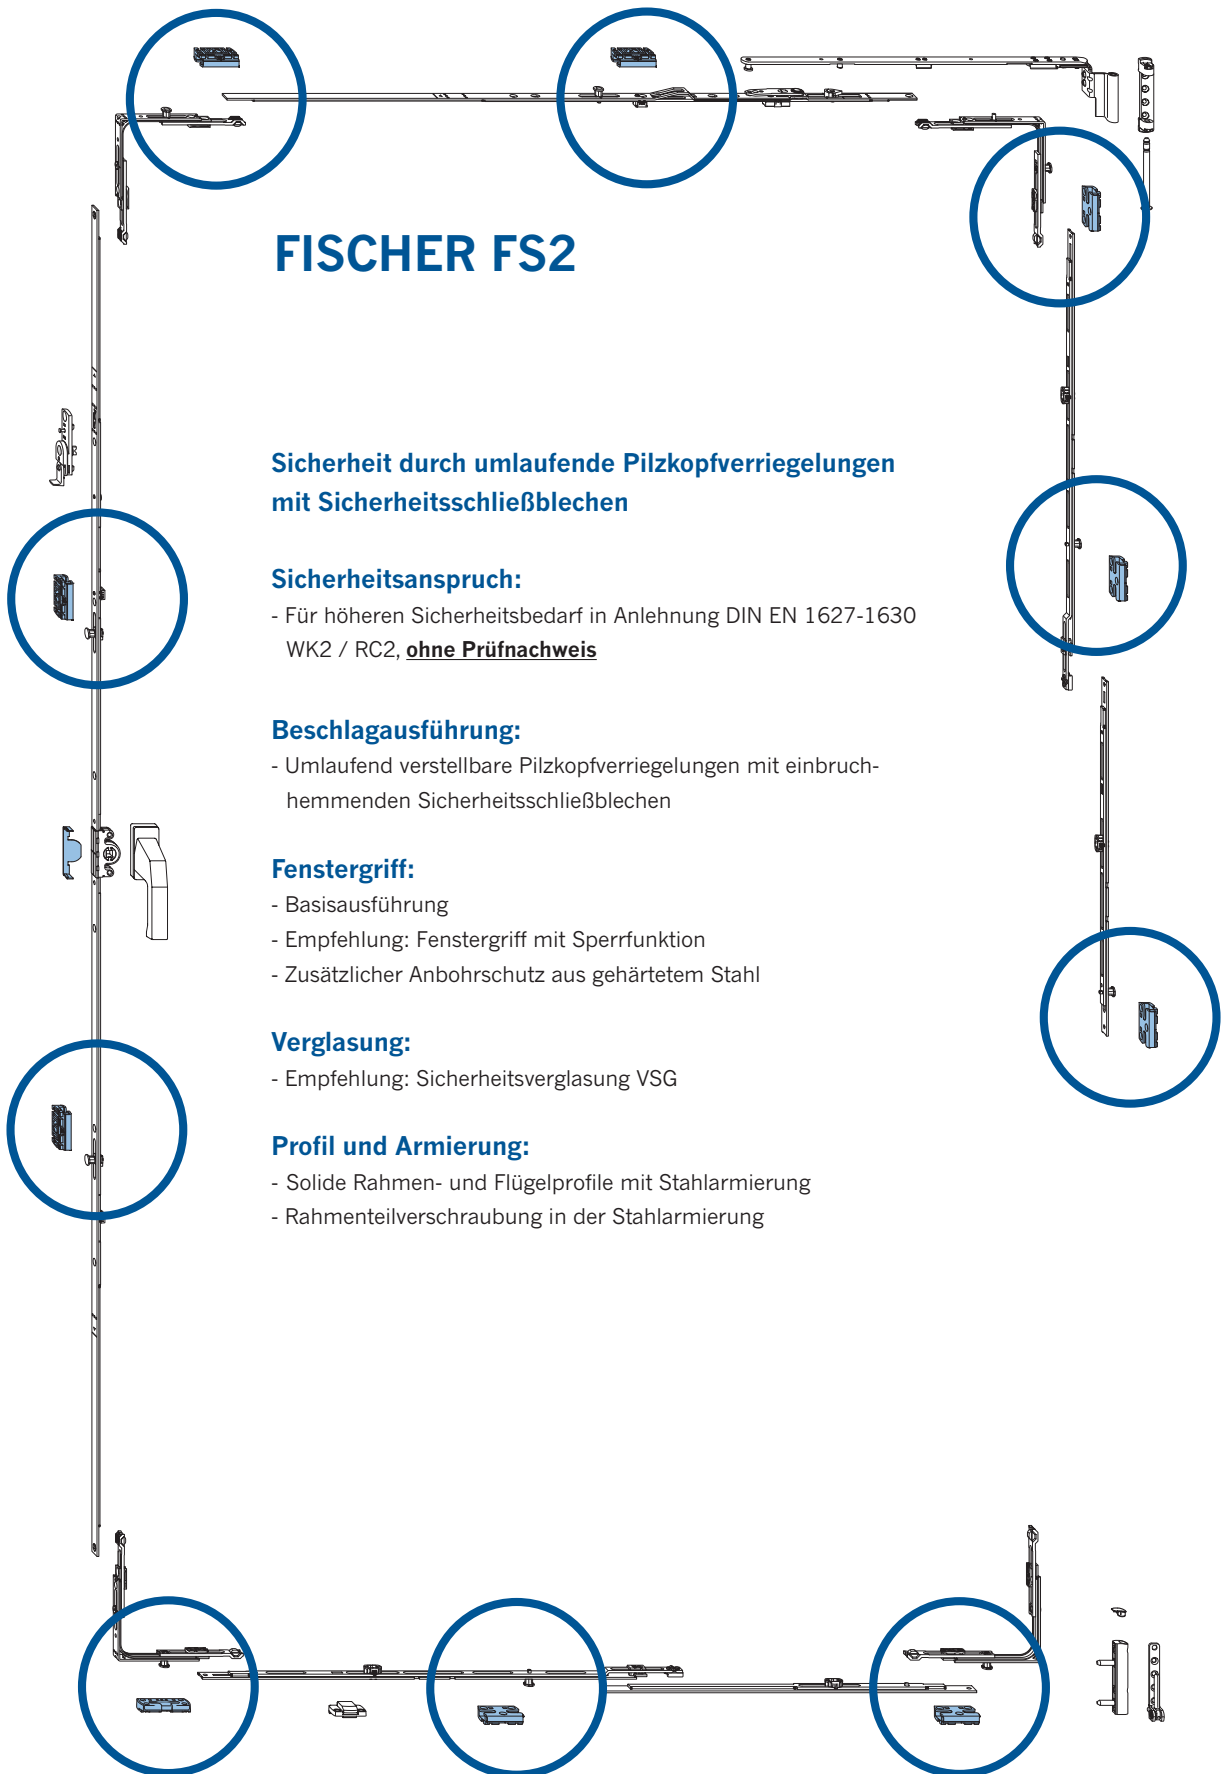 FISCHER FS2
Sicherheit durch umlaufende Pilzkopfverriegelungen
mit Sicherheitsschließblechen
Sicherheitsanspruch:
- Für höheren Sicherheitsbedarf in Anlehnung DIN EN 1627-1630
WK2 / RC2, ohne Prüfnachweis
Beschlagausführung:
- Umlaufend verstellbare Pilzkopfverriegelungen mit einbruch-
hemmenden Sicherheitsschließblechen
Fenstergriff:
- Basisausführung
- Empfehlung: Fenstergriff mit Sperrfunktion
- Zusätzlicher Anbohrschutz aus gehärtetem Stahl
Verglasung:
- Empfehlung: Sicherheitsverglasung VSG
Profil und Armierung:
- Solide Rahmen- und Flügelprofile mit Stahlarmierung
- Rahmenteilverschraubung in der Stahlarmierung